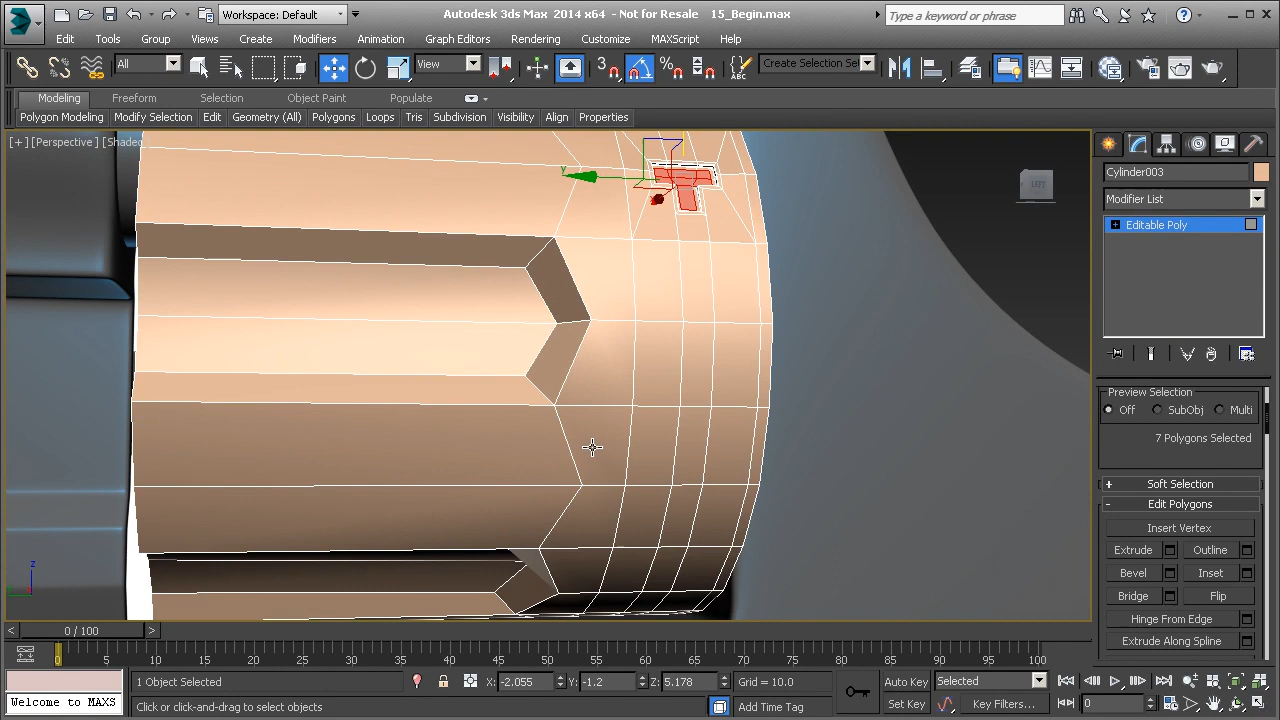 Workspace: Default
Autodesk 3ds Max 2014 x64 - Not for Resale 15_Begin.max
Type a keyword or phrase
Edit Tools Group Views Create Modifiers Animation Graph Editors Rendering Customize MAXScript Help
All View 3 Create Selection Se
Modeling Freeform Selection Object Paint Populate
Polygon Modeling Modify Selection Edit Geometry (All) Polygons Loops Tris Subdivision Visibility Align Properties
[+] [Perspective] [Shaded
y
LEFT
z
Cylinder003
Modifier List
Editable Poly
Preview Selection
Off SubObj Multi
7 Polygons Selected
+ Soft Selection
- Edit Polygons
Insert Vertex
Extrude Outline
Bevel Inset
Bridge Flip
Hinge From Edge
Extrude Along Spline
< 0 / 100 >
0 5 10 15 20 25 30 35 40 45 50 55 60 65 70 75 80 85 90 95 100
1 Object Selected X: -2.055 Y: -1.2 Z: 5.178 Grid = 10.0 Auto Key Selected
Welcome to MAXS Click or click-and-drag to select objects Add Time Tag Set Key Key Filters... 0